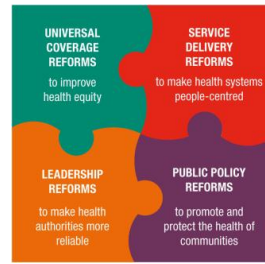 UNIVERSAL
COVERAGE
REFORMS
to improve
health equity
SERVICE
DELIVERY
REFORMS
to make health systems
people-centred
LEADERSHIP
REFORMS
to make health
authorities more
reliable
PUBLIC POLICY
REFORMS
to promote and
protect the health of
communities